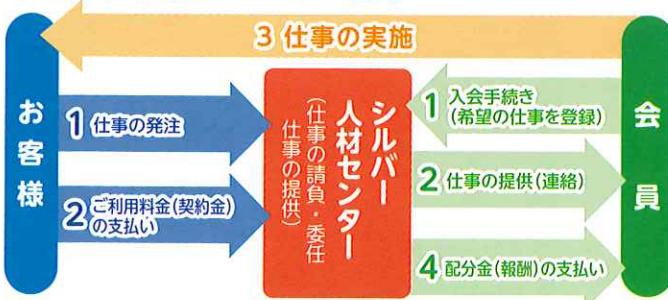 3 仕事の実施
お客様
1 仕事の発注
2 ご利用料金(契約金)
の支払い
シルバー
人材センター
(仕事の請負・委任
仕事の提供)
1 入会手続き
(希望の仕事を登録)
2 仕事の提供(連絡)
4 配分金(報酬)の支払い
会員